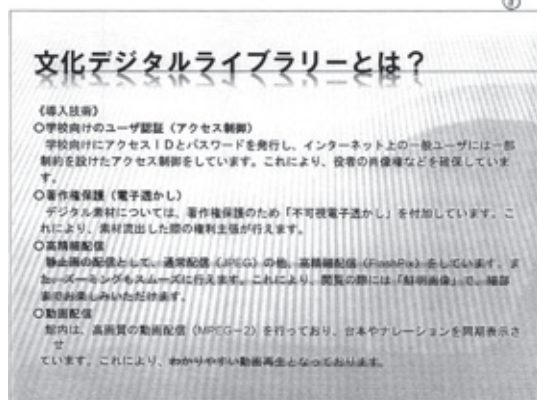 ③
文化デジタルライブラリーとは？
《導入技術》
○学校向けのユーザ認証（アクセス制御）
学校向けにアクセスＩＤとパスワードを発行し、インターネット上の一般ユーザには一部
制約を設けたアクセス制御をしています。これにより、役者の肖像権などを確保していま
す。
○著作権保護（電子透かし）
デジタル素材については、著作権保護のため「不可視電子透かし」を付加しています。こ
れにより、素材流出した際の権利主張が行えます。
○高精細配信
静止画の配信として、通常配信（JPEG）の他、高精細配信（FlashPix）をしています。ま
た、ズーミングもスムーズに行えます。これにより、閲覧の際には「鮮明画像」で、細部
までお楽しみいただけます。
○動画配信
館内は、高画質の動画配信（MPEG－2）を行っており、台本やナレーションを同期表示さ
せ
ています。これにより、わかりやすい動画再生となっております。